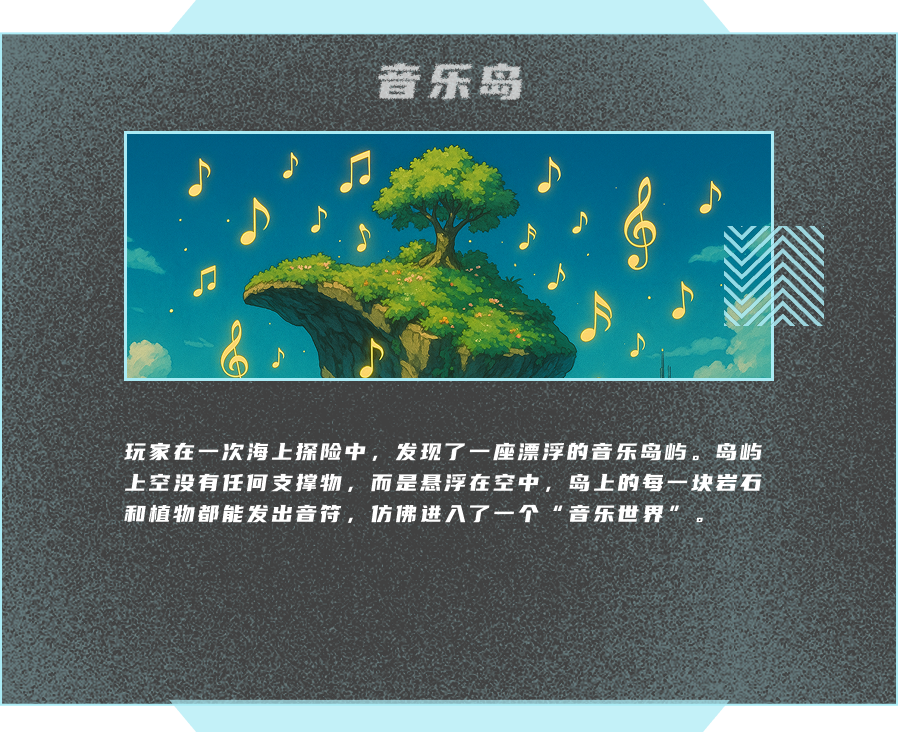 音乐岛
玩家在一次海上探险中，发现了一座漂浮的音乐岛屿。岛屿
上空没有任何支撑物，而是悬浮在空中，岛上的每一块岩石
和植物都能发出音符，仿佛进入了一个“音乐世界”。